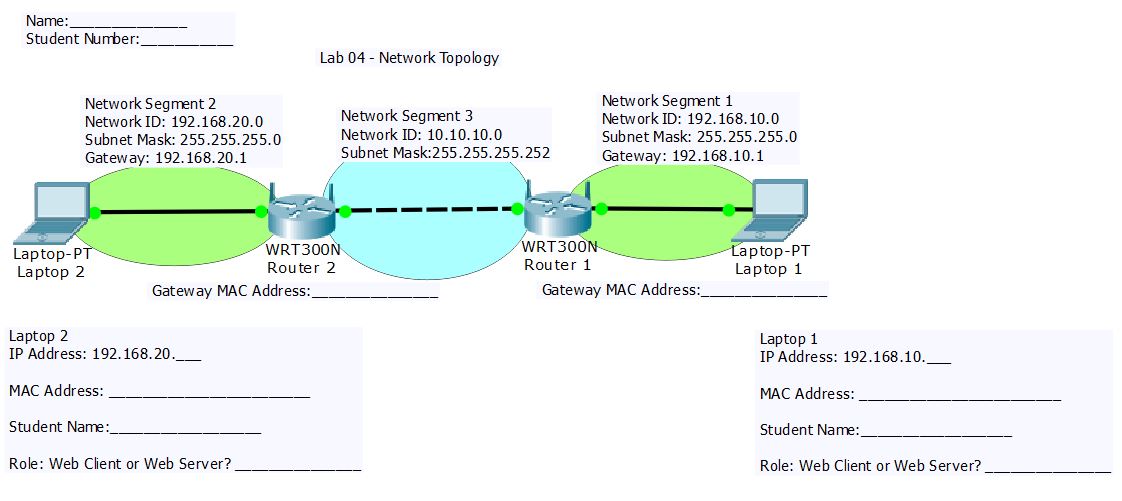 Name:______________
Student Number:___________
Lab 04 - Network Topology
Network Segment 2
Network ID: 192.168.20.0
Subnet Mask: 255.255.255.0
Gateway: 192.168.20.1
Network Segment 3
Network ID: 10.10.10.0
Subnet Mask:255.255.255.252
Network Segment 1
Network ID: 192.168.10.0
Subnet Mask: 255.255.255.0
Gateway: 192.168.10.1
Laptop-PT
Laptop 2
WRT300N
Router 2
WRT300N
Router 1
Laptop-PT
Laptop 1
Gateway MAC Address:_______________
Gateway MAC Address:_______________
Laptop 2
IP Address: 192.168.20.___
MAC Address: ________________________
Student Name:__________________
Role: Web Client or Web Server? _______________
Laptop 1
IP Address: 192.168.10.___
MAC Address: ________________________
Student Name:__________________
Role: Web Client or Web Server? _______________